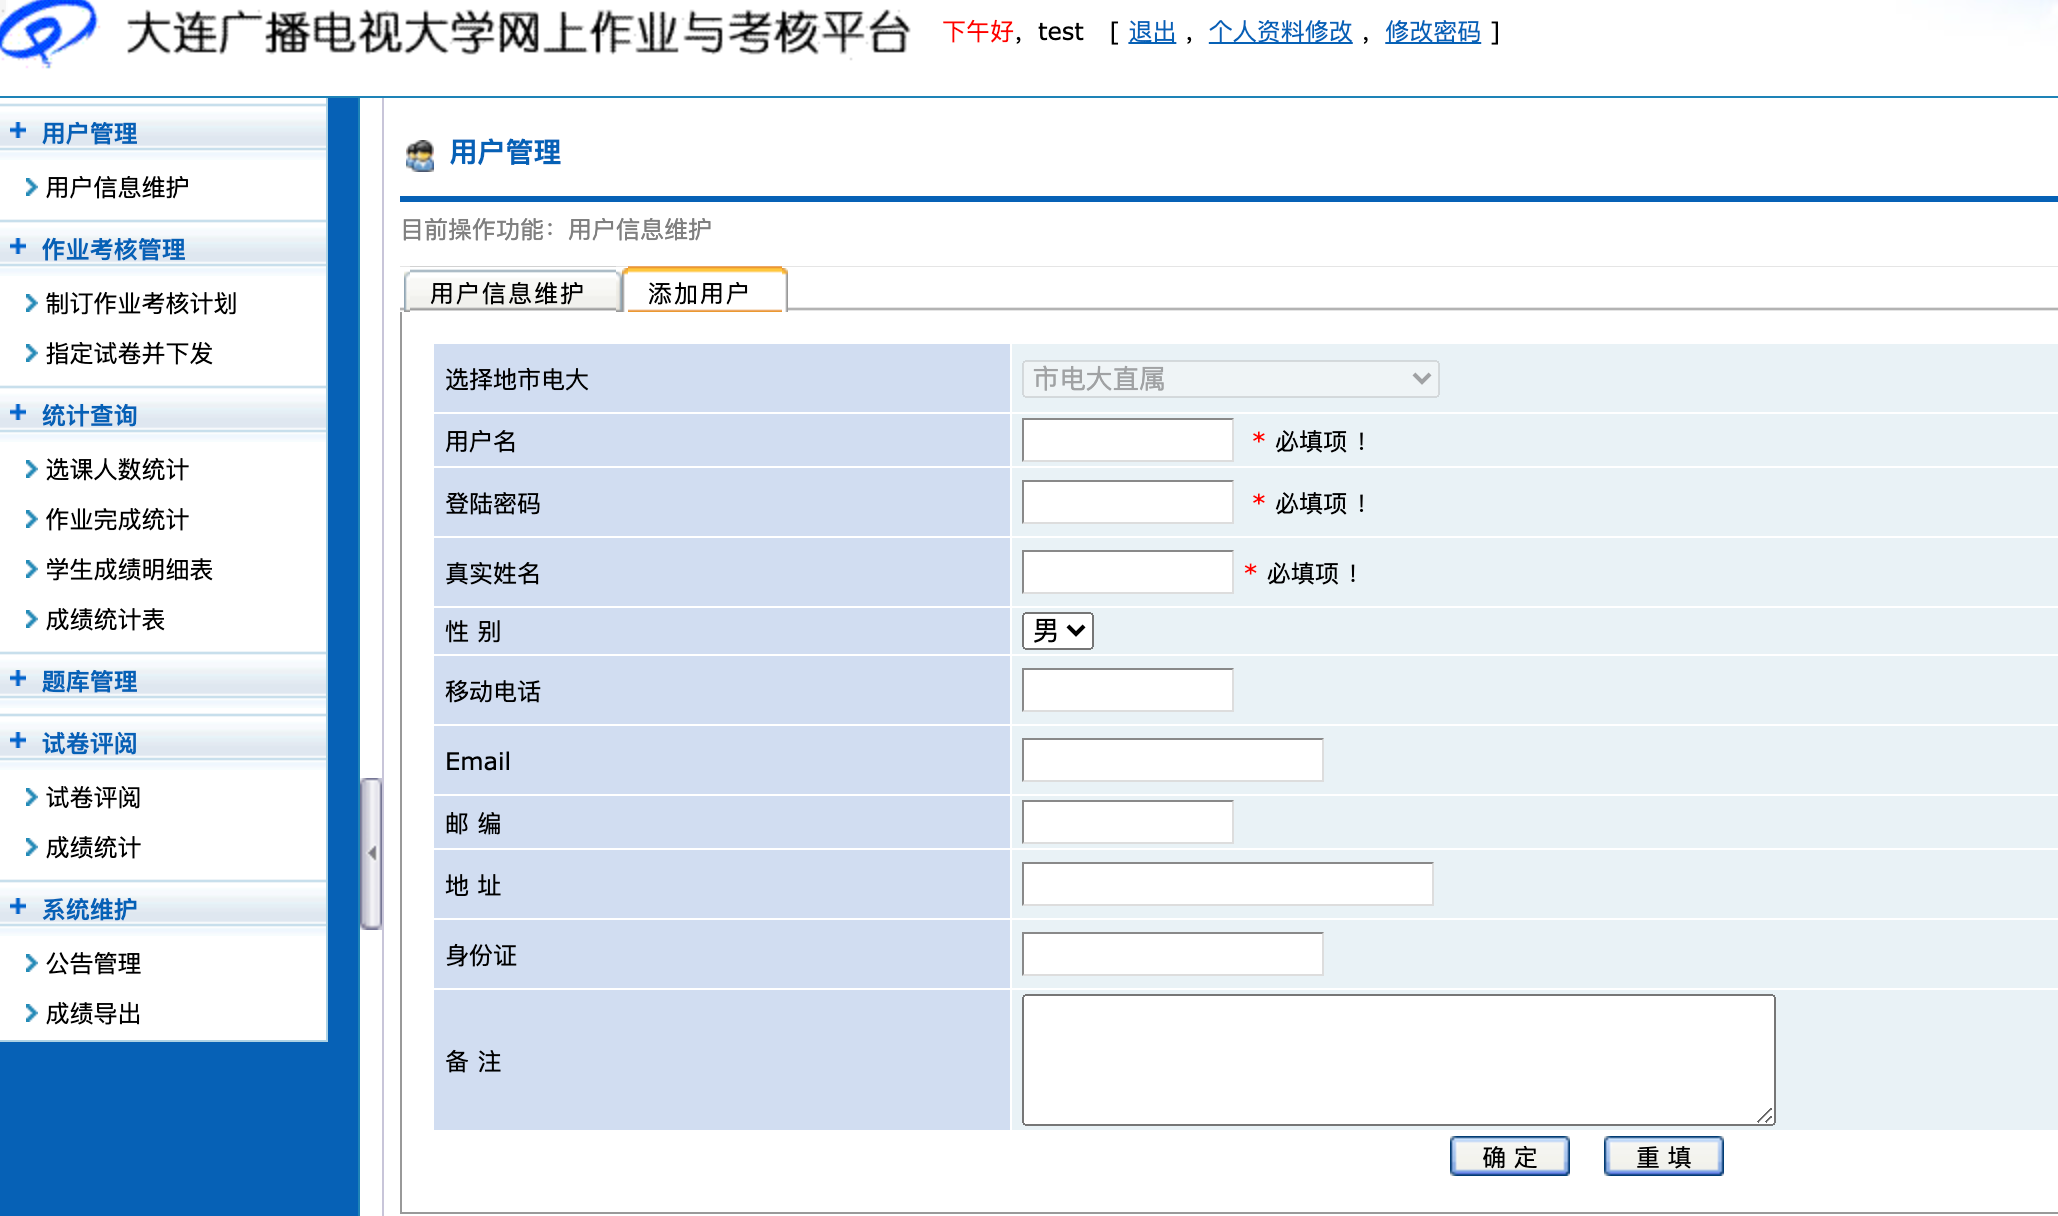 大连广播电视大学网上作业与考核平台 下午好，test [ 退出 ， 个人资料修改 ， 修改密码 ]
用户管理
用户信息维护
作业考核管理
制订作业考核计划
指定试卷并下发
统计查询
选课人数统计
作业完成统计
学生成绩明细表
成绩统计表
题库管理
试卷评阅
试卷评阅
成绩统计
系统维护
公告管理
成绩导出
用户管理
目前操作功能：用户信息维护
用户信息维护 添加用户
选择地市电大 市电大直属
用户名 * 必填项！
登陆密码 * 必填项！
真实姓名 * 必填项！
性 别 男
移动电话
Email
邮 编
地 址
身份证
备 注
确 定 重 填